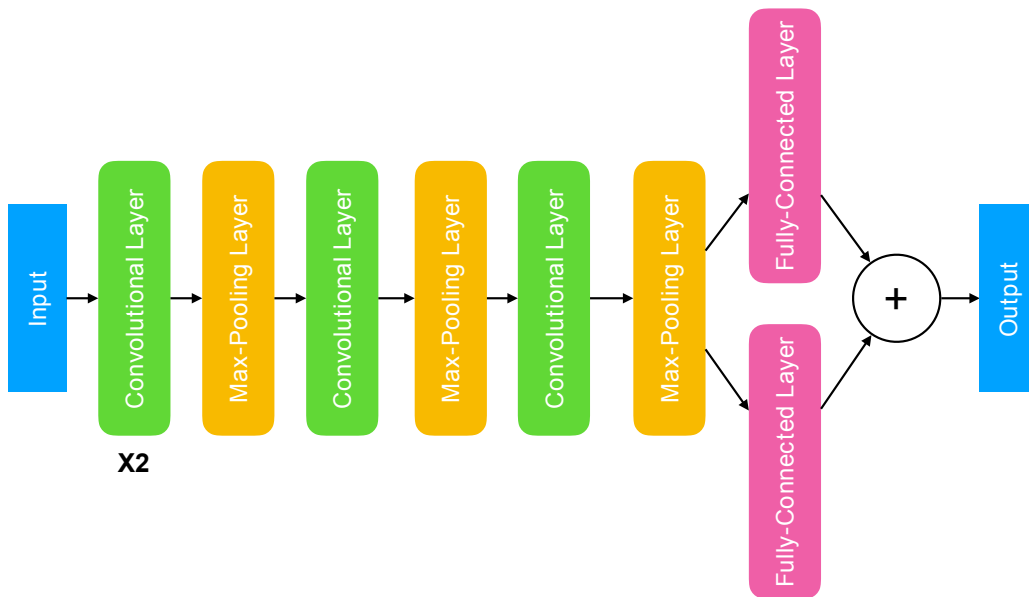 Input
Convolutional Layer
X2
Max-Pooling Layer
Convolutional Layer
Max-Pooling Layer
Convolutional Layer
Max-Pooling Layer
Fully-Connected Layer
Fully-Connected Layer
+
Output